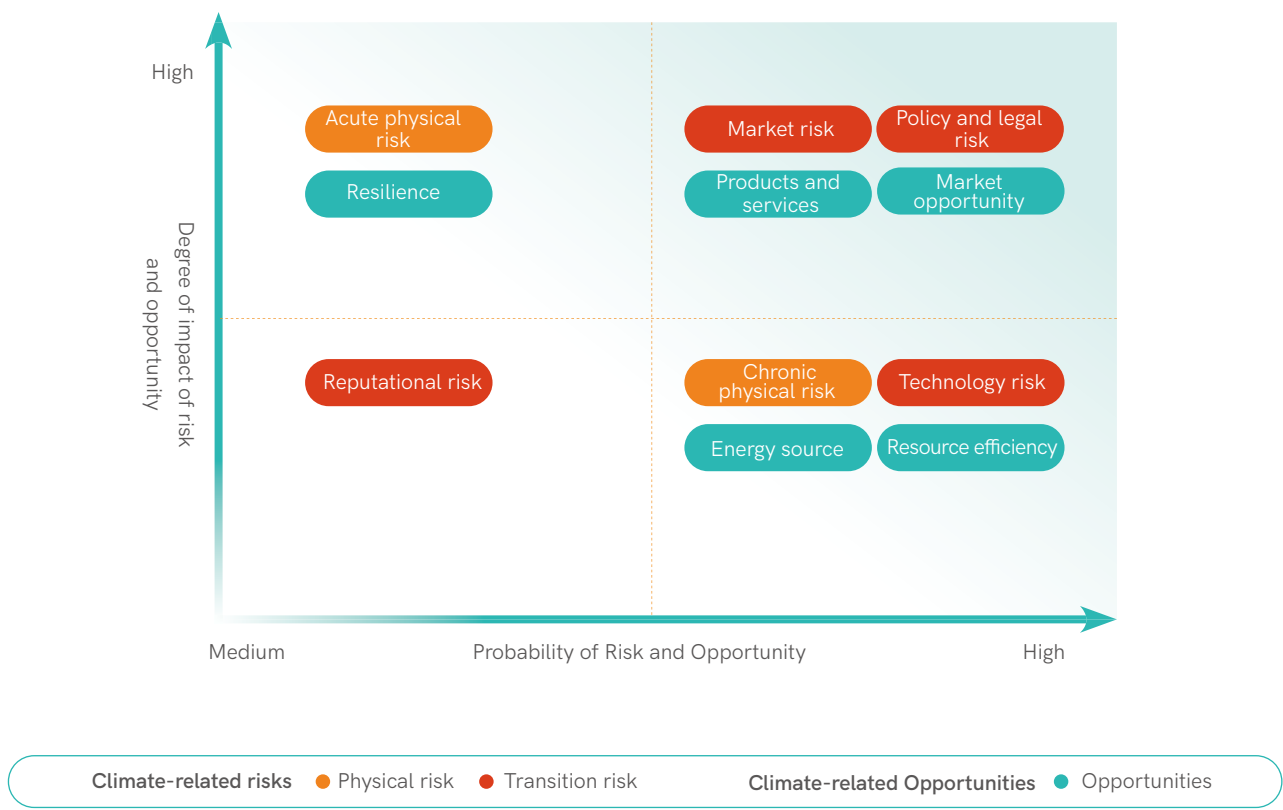 High
Acute physical
risk
Market risk
Policy and legal
risk
Resilience
Products and
services
Market
opportunity
Degree of impact of risk
and opportunity
Reputational risk
Chronic
physical risk
Technology risk
Energy source
Resource efficiency
Medium
Probability of Risk and Opportunity
High
Climate-related risks
Physical risk
Transition risk
Climate-related Opportunities
Opportunities